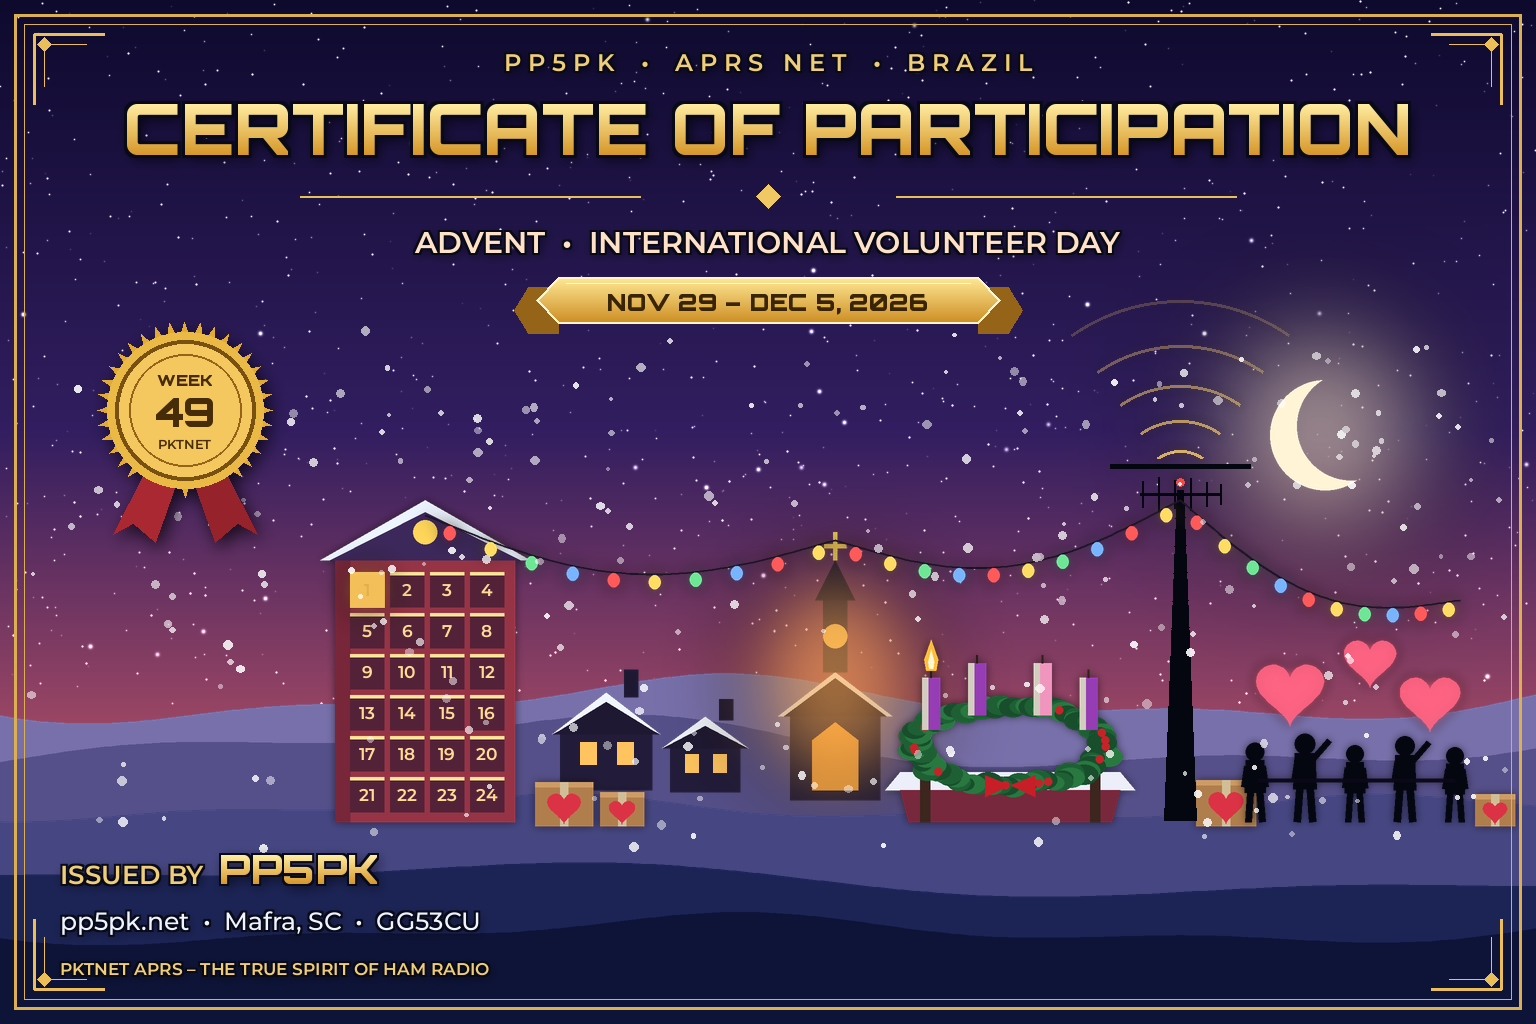 PP5PK • APRS NET • BRAZIL
CERTIFICATE OF PARTICIPATION
ADVENT • INTERNATIONAL VOLUNTEER DAY
NOV 29 – DEC 5, 2026
WEEK
49
PKTNET
1 2 3 4
5 6 7 8
9 10 11 12
13 14 15 16
17 18 19 20
21 22 23 24
ISSUED BY PP5PK
pp5pk.net • Mafra, SC • GG53CU
PKTNET APRS – THE TRUE SPIRIT OF HAM RADIO